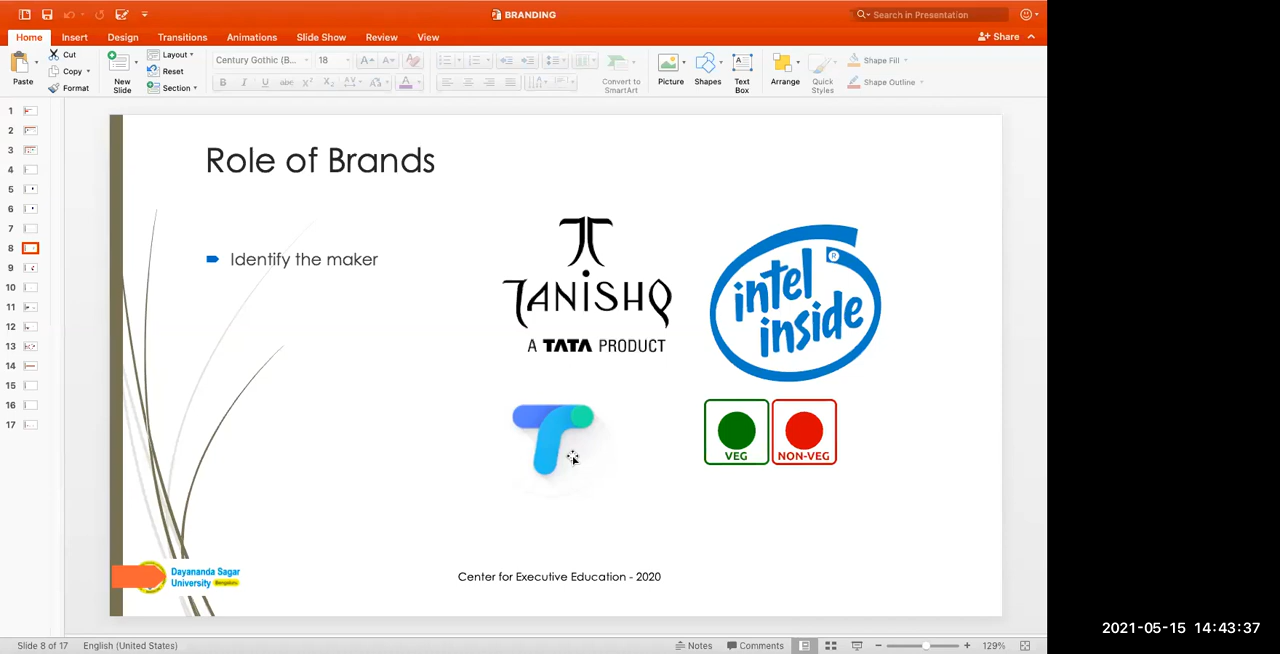 BRANDING
Search in Presentation
Home Insert Design Transitions Animations Slide Show Review View
Share
Paste
Cut
Copy
Format
New
Slide
Layout
Reset
Section
Century Gothic (B...
18
B I U abc X² X₂ AV Aa A
Convert to
SmartArt
Picture
Shapes
Text
Box
Arrange
Quick
Styles
Shape Fill
Shape Outline
1
2
3
4
5
6
7
8
9
10
11
12
13
14
15
16
17
Role of Brands
Identify the maker
TANISHQ
A TATA PRODUCT
intel
inside
®
VEG
NON-VEG
Dayananda Sagar
University
Center for Executive Education - 2020
2021-05-15 14:43:37
Slide 8 of 17
English (United States)
Notes
Comments
129%